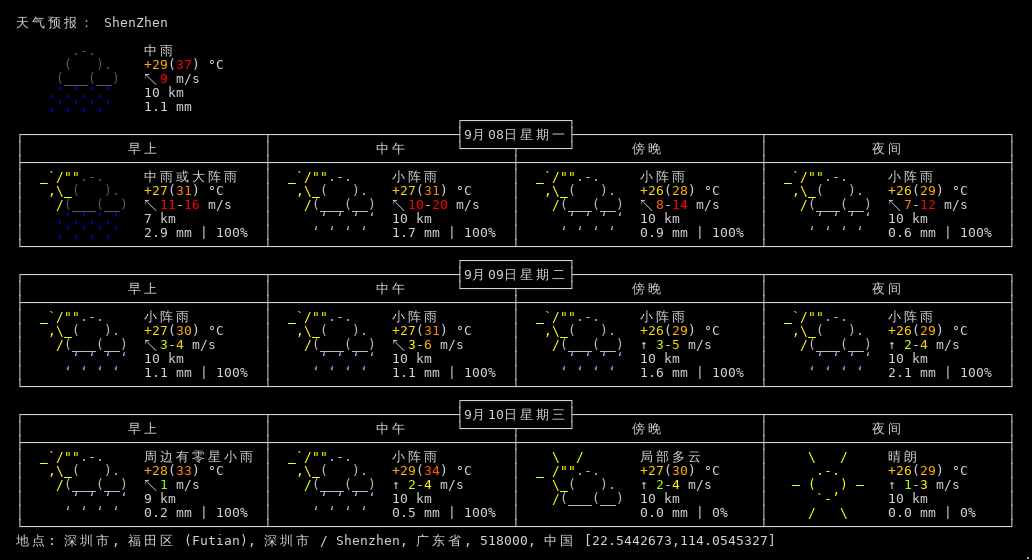 天气预报： ShenZhen
中雨
+29(37) °C
↖ 9 m/s
10 km
1.1 mm
9月08日星期一
早上 中午 傍晚 夜间
中雨或大阵雨 小阵雨 小阵雨 小阵雨
+27(31) °C +27(31) °C +26(28) °C +26(29) °C
↖ 11-16 m/s ↖ 10-20 m/s ↖ 8-14 m/s ↖ 7-12 m/s
7 km 10 km 10 km 10 km
2.9 mm | 100% 1.7 mm | 100% 0.9 mm | 100% 0.6 mm | 100%
9月09日星期二
早上 中午 傍晚 夜间
小阵雨 小阵雨 小阵雨 小阵雨
+27(30) °C +27(31) °C +26(29) °C +26(29) °C
↖ 3-4 m/s ↖ 3-6 m/s ↑ 3-5 m/s ↑ 2-4 m/s
10 km 10 km 10 km 10 km
1.1 mm | 100% 1.1 mm | 100% 1.6 mm | 100% 2.1 mm | 100%
9月10日星期三
早上 中午 傍晚 夜间
周边有零星小雨 小阵雨 局部多云 晴朗
+28(33) °C +29(34) °C +27(30) °C +26(29) °C
↖ 1 m/s ↑ 2-4 m/s ↑ 2-4 m/s ↑ 1-3 m/s
9 km 10 km 10 km 10 km
0.2 mm | 100% 0.5 mm | 100% 0.0 mm | 0% 0.0 mm | 0%
地点: 深圳市, 福田区 (Futian), 深圳市 / Shenzhen, 广东省, 518000, 中国 [22.5442673,114.0545327]